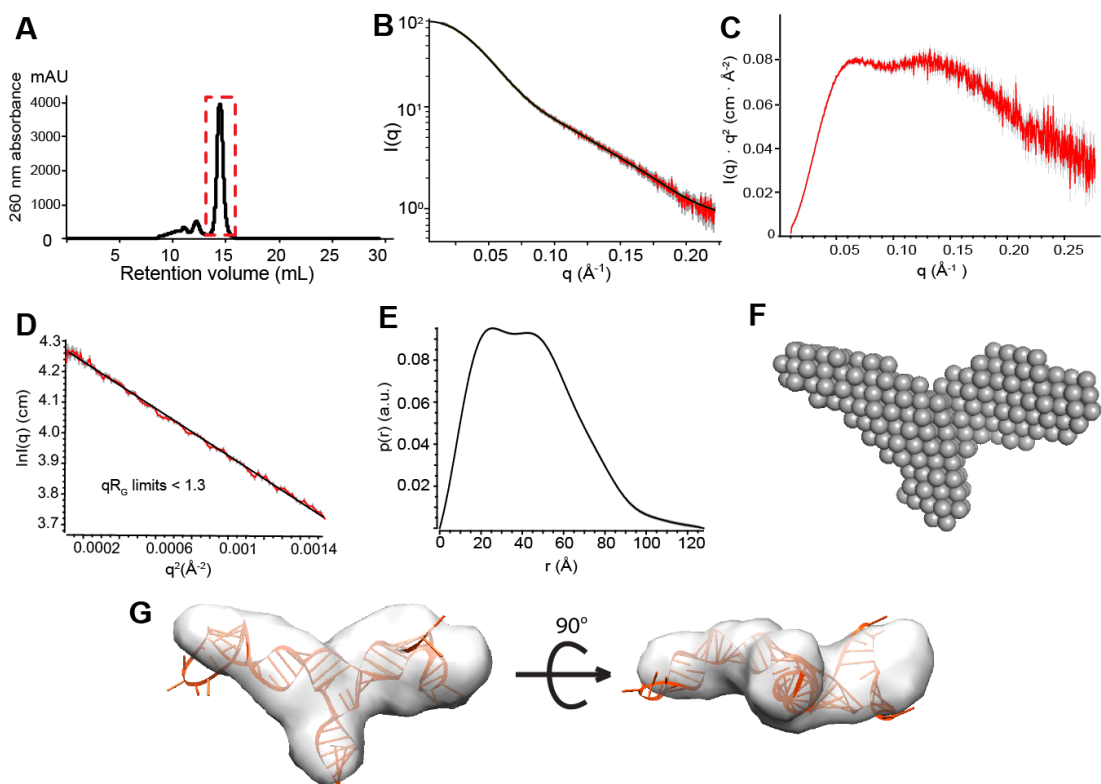 A
mAU
4000
3000
2000
1000
0
260 nm absorbance
0 5 10 15 20 25 30
Retention volume (mL)
B
10²
10¹
10⁰
I(q)
0.05 0.10 0.15 0.20
q (Å⁻¹)
C
0.08
0.06
0.04
0.02
0
I(q) · q² (cm · Å⁻²)
0.05 0.10 0.15 0.20 0.25
q (Å⁻¹)
D
4.3
4.2
4.1
4.0
3.9
3.8
3.7
lnI(q) (cm)
qR_G limits < 1.3
0.0002 0.0006 0.001 0.0014
q²(Å⁻²)
E
0.08
0.06
0.04
0.02
p(r) (a.u.)
0 20 40 60 80 100 120
r (Å)
F
G
90°